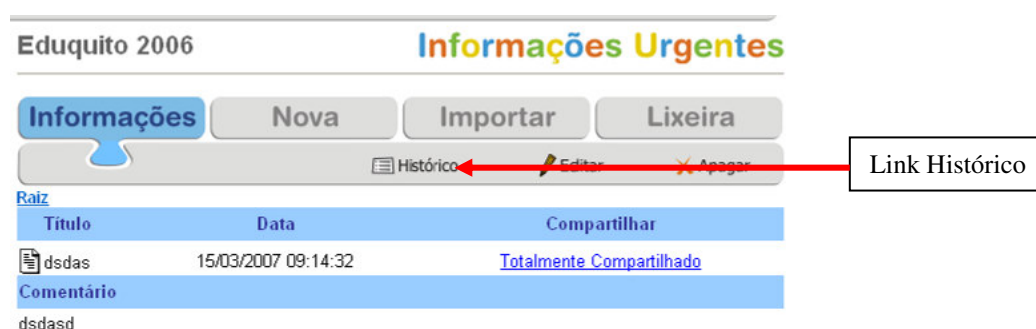 Eduquito 2006 Informações Urgentes
Informações Nova Importar Lixeira
Histórico Editar Apagar
Link Histórico
Raiz
Título Data Compartilhar
dsdas 15/03/2007 09:14:32 Totalmente Compartilhado
Comentário
dsdasd